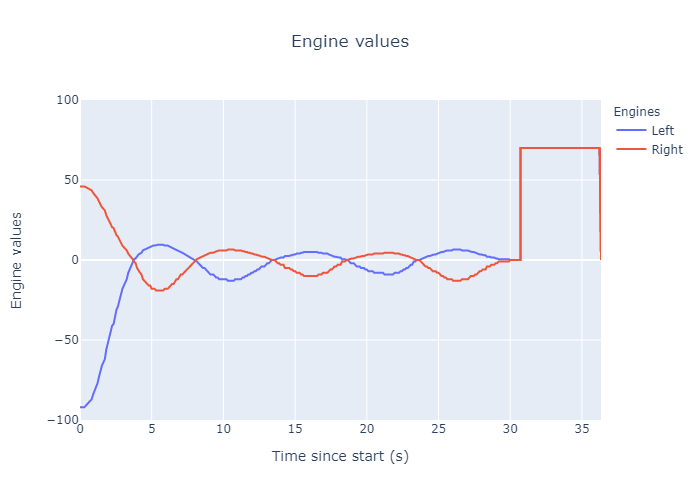 Engine values
Engines
Left
Right
100
50
0
−50
−100
Engine values
0
5
10
15
20
25
30
35
Time since start (s)